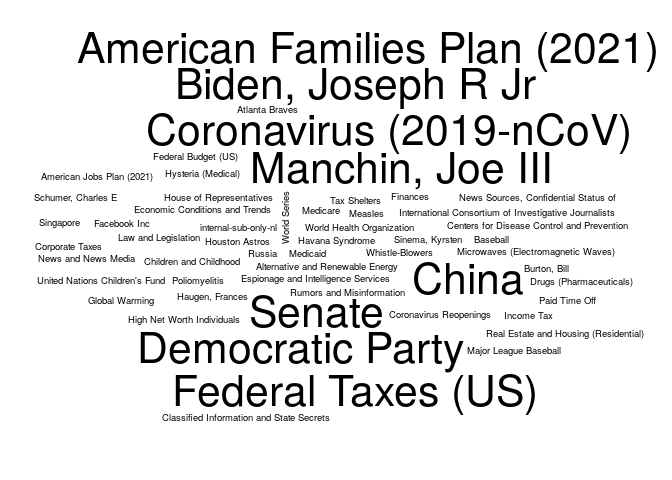 American Families Plan (2021)
Biden, Joseph R Jr
Atlanta Braves
Coronavirus (2019-nCoV)
Federal Budget (US)
Manchin, Joe III
American Jobs Plan (2021)
Hysteria (Medical)
Schumer, Charles E
House of Representatives
World Series
Tax Shelters
Finances
News Sources, Confidential Status of
Economic Conditions and Trends
Medicare
Measles
International Consortium of Investigative Journalists
Singapore
Facebook Inc
internal-sub-only-nl
World Health Organization
Centers for Disease Control and Prevention
Law and Legislation
Houston Astros
Havana Syndrome
Sinema, Kyrsten
Baseball
Corporate Taxes
Russia
Medicaid
Whistle-Blowers
Microwaves (Electromagnetic Waves)
News and News Media
Children and Childhood
Alternative and Renewable Energy
China
Burton, Bill
United Nations Children's Fund
Poliomyelitis
Espionage and Intelligence Services
Drugs (Pharmaceuticals)
Global Warming
Haugen, Frances
Rumors and Misinformation
Paid Time Off
High Net Worth Individuals
Senate
Coronavirus Reopenings
Income Tax
Real Estate and Housing (Residential)
Democratic Party
Major League Baseball
Federal Taxes (US)
Classified Information and State Secrets